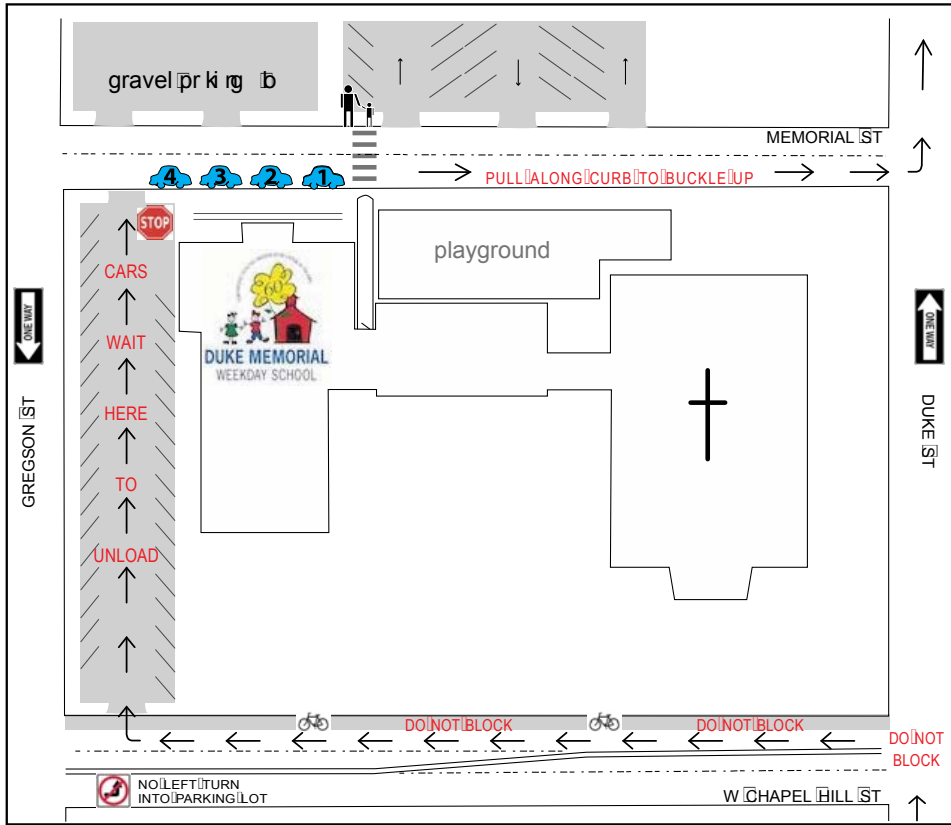 gravel
MEMORIAL ST
4 3 2 1
PULL ALONG CURB TO BUCKLE UP
STOP
CARS
playground
60
ONE WAY
ONE WAY
WAIT
DUKE MEMORIAL
WEEKDAY SCHOOL
HERE
GREGSON ST
DUKE ST
TO
UNLOAD
DO NOT BLOCK
DO NOT BLOCK
DO NOT
BLOCK
NO LEFT TURN
INTO PARKING LOT
W CHAPEL HILL ST